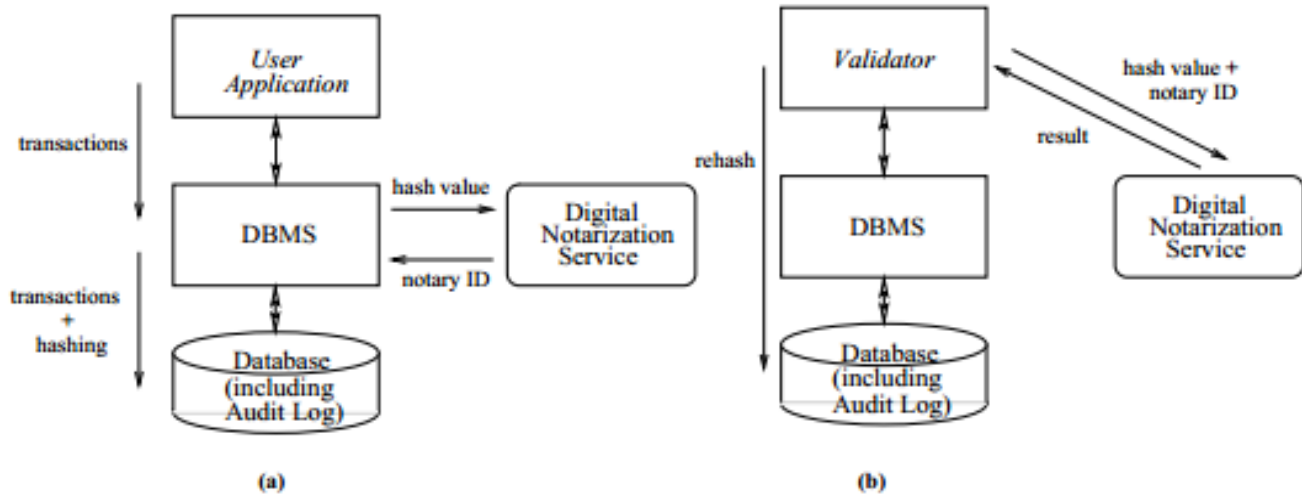 User
Application
transactions
DBMS
hash value
notary ID
Digital
Notarization
Service
transactions
+
hashing
Database
(including
Audit Log)
(a)
Validator
hash value +
notary ID
result
rehash
DBMS
Digital
Notarization
Service
Database
(including
Audit Log)
(b)